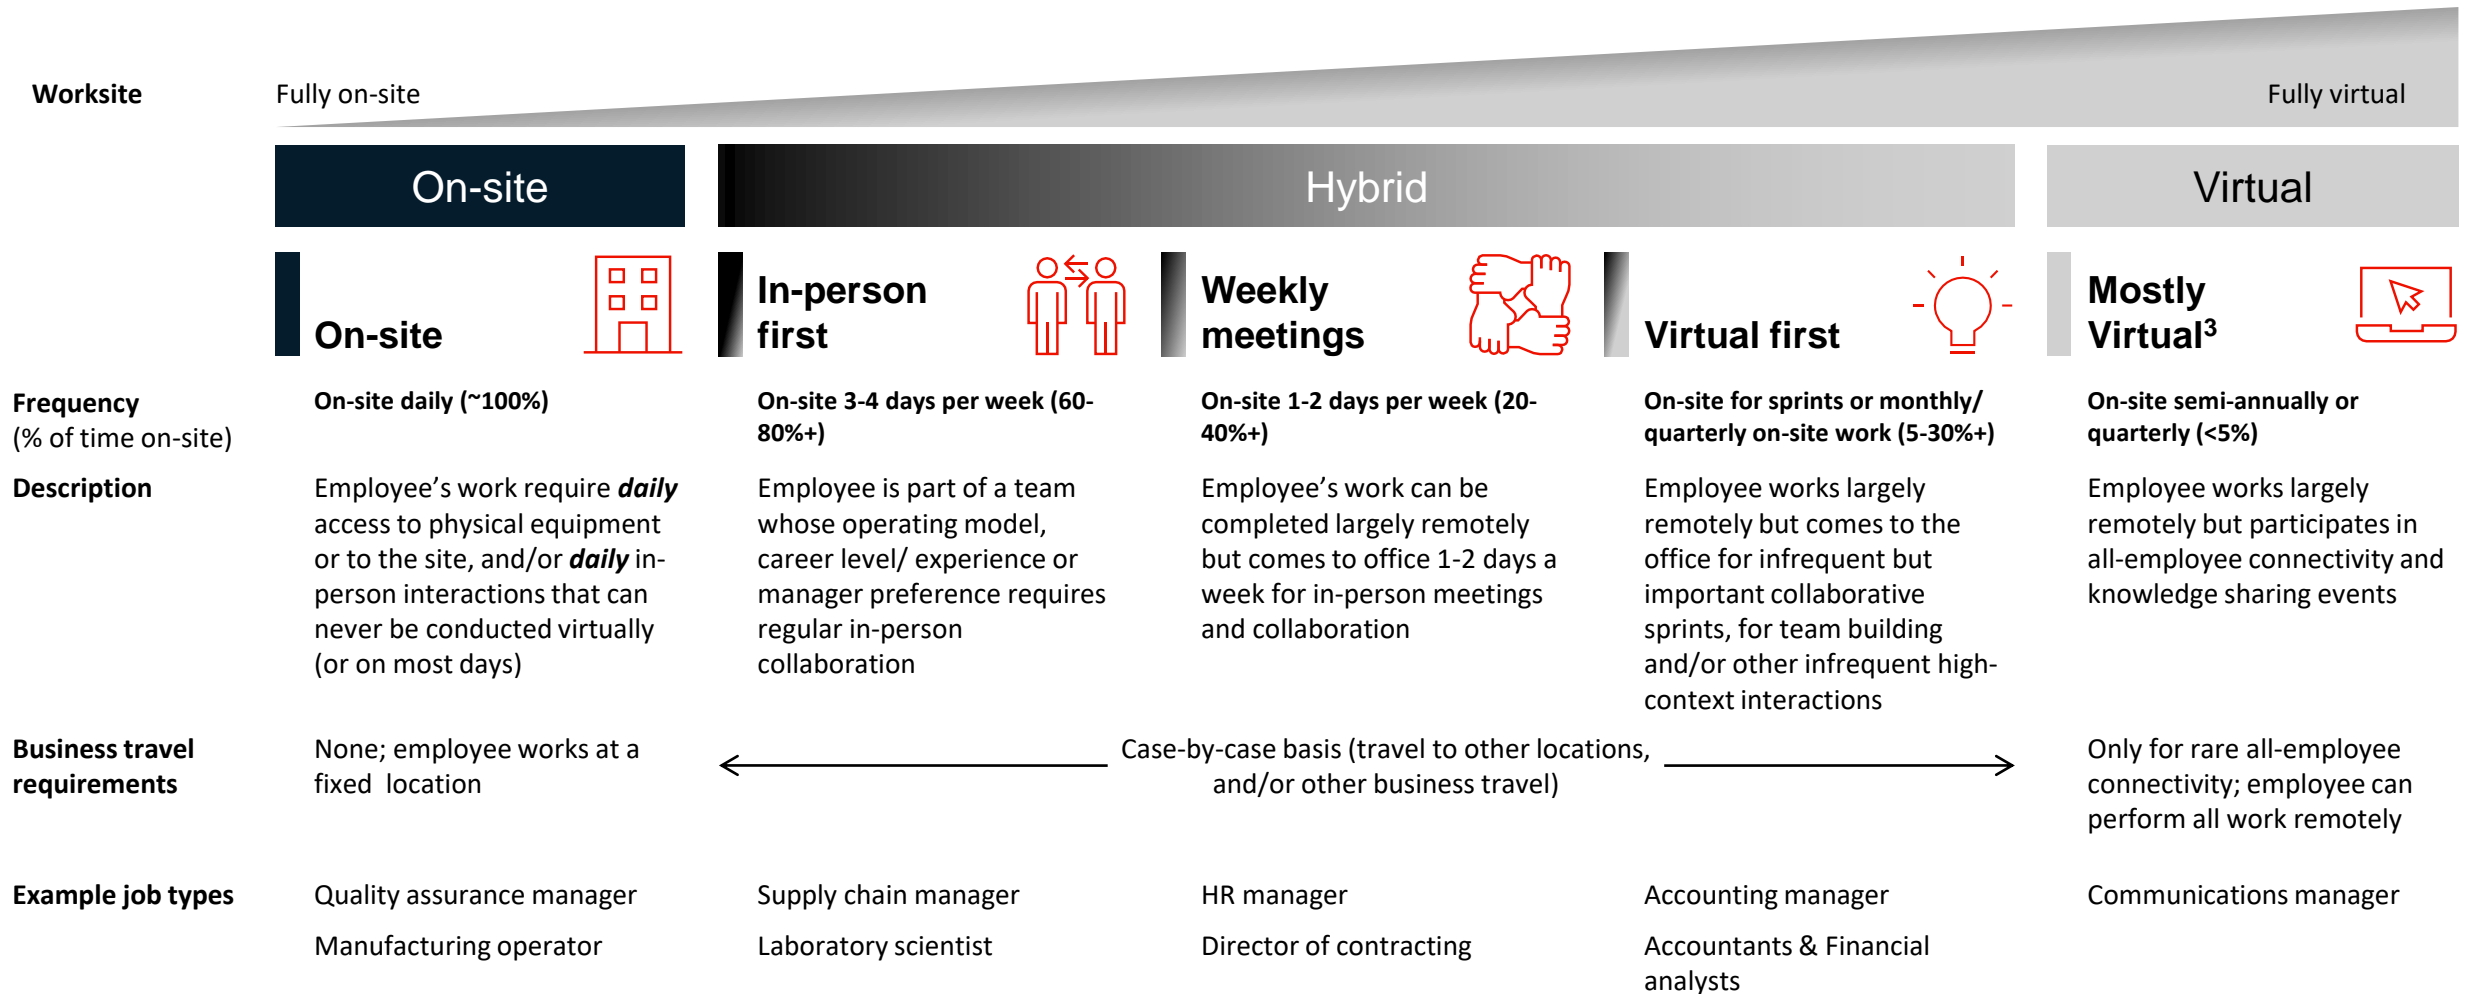 Worksite
Fully on-site
Fully virtual
On-site
Hybrid
Virtual
On-site
In-person
first
Weekly
meetings
Virtual first
Mostly
Virtual³
Frequency
(% of time on-site)
On-site daily (~100%)
On-site 3-4 days per week (60-
80%+)
On-site 1-2 days per week (20-
40%+)
On-site for sprints or monthly/
quarterly on-site work (5-30%+)
On-site semi-annually or
quarterly (<5%)
Description
Employee’s work require daily
access to physical equipment
or to the site, and/or daily in-
person interactions that can
never be conducted virtually
(or on most days)
Employee is part of a team
whose operating model,
career level/ experience or
manager preference requires
regular in-person
collaboration
Employee’s work can be
completed largely remotely
but comes to office 1-2 days a
week for in-person meetings
and collaboration
Employee works largely
remotely but comes to the
office for infrequent but
important collaborative
sprints, for team building
and/or other infrequent high-
context interactions
Employee works largely
remotely but participates in
all-employee connectivity and
knowledge sharing events
Business travel
requirements
None; employee works at a
fixed location
Case-by-case basis (travel to other locations,
and/or other business travel)
Only for rare all-employee
connectivity; employee can
perform all work remotely
Example job types
Quality assurance manager
Manufacturing operator
Supply chain manager
Laboratory scientist
HR manager
Director of contracting
Accounting manager
Accountants & Financial
analysts
Communications manager